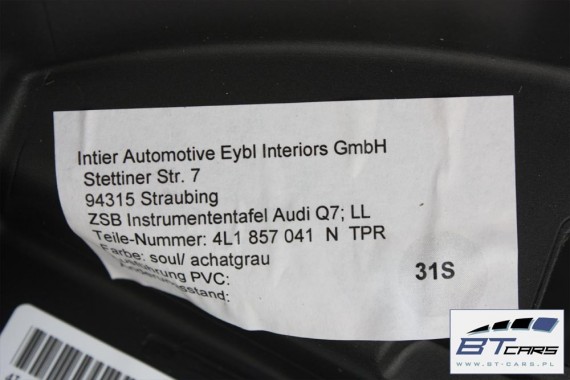 Intier Automotive Eybl Interiors GmbH
Stettiner Str. 7
94315 Straubing
ZSB Instrumententafel Audi Q7; LL
Teile-Nummer: 4L1 857 041 N TPR
Farbe: soul/ achatgrau
PVC:
31S
BT CARS
WWW.BT-CARS.PL